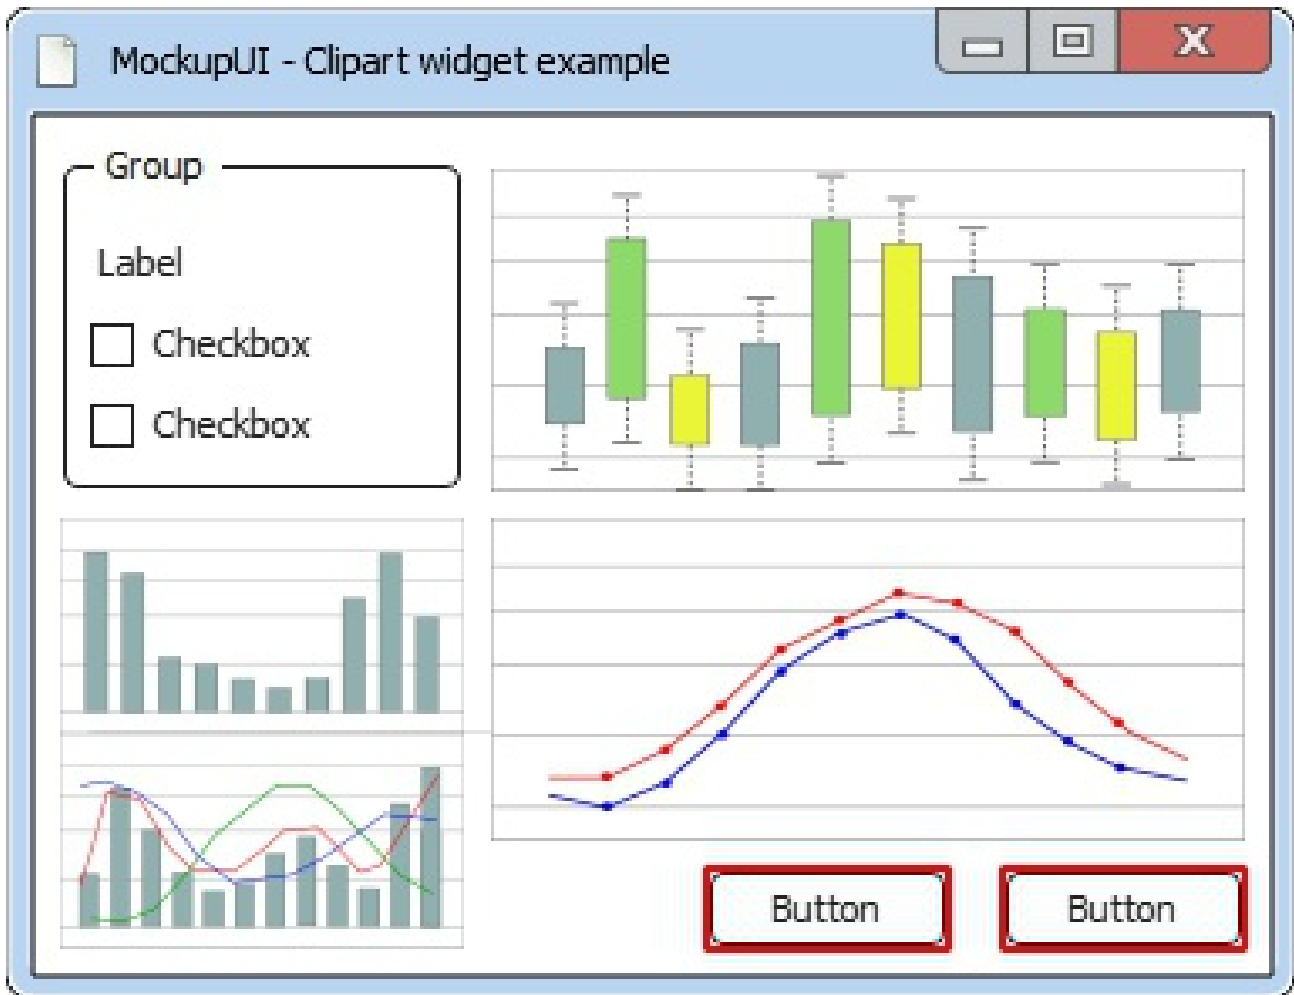 MockupUI - Clipart widget example
Group
Label
Checkbox
Checkbox
Button
Button